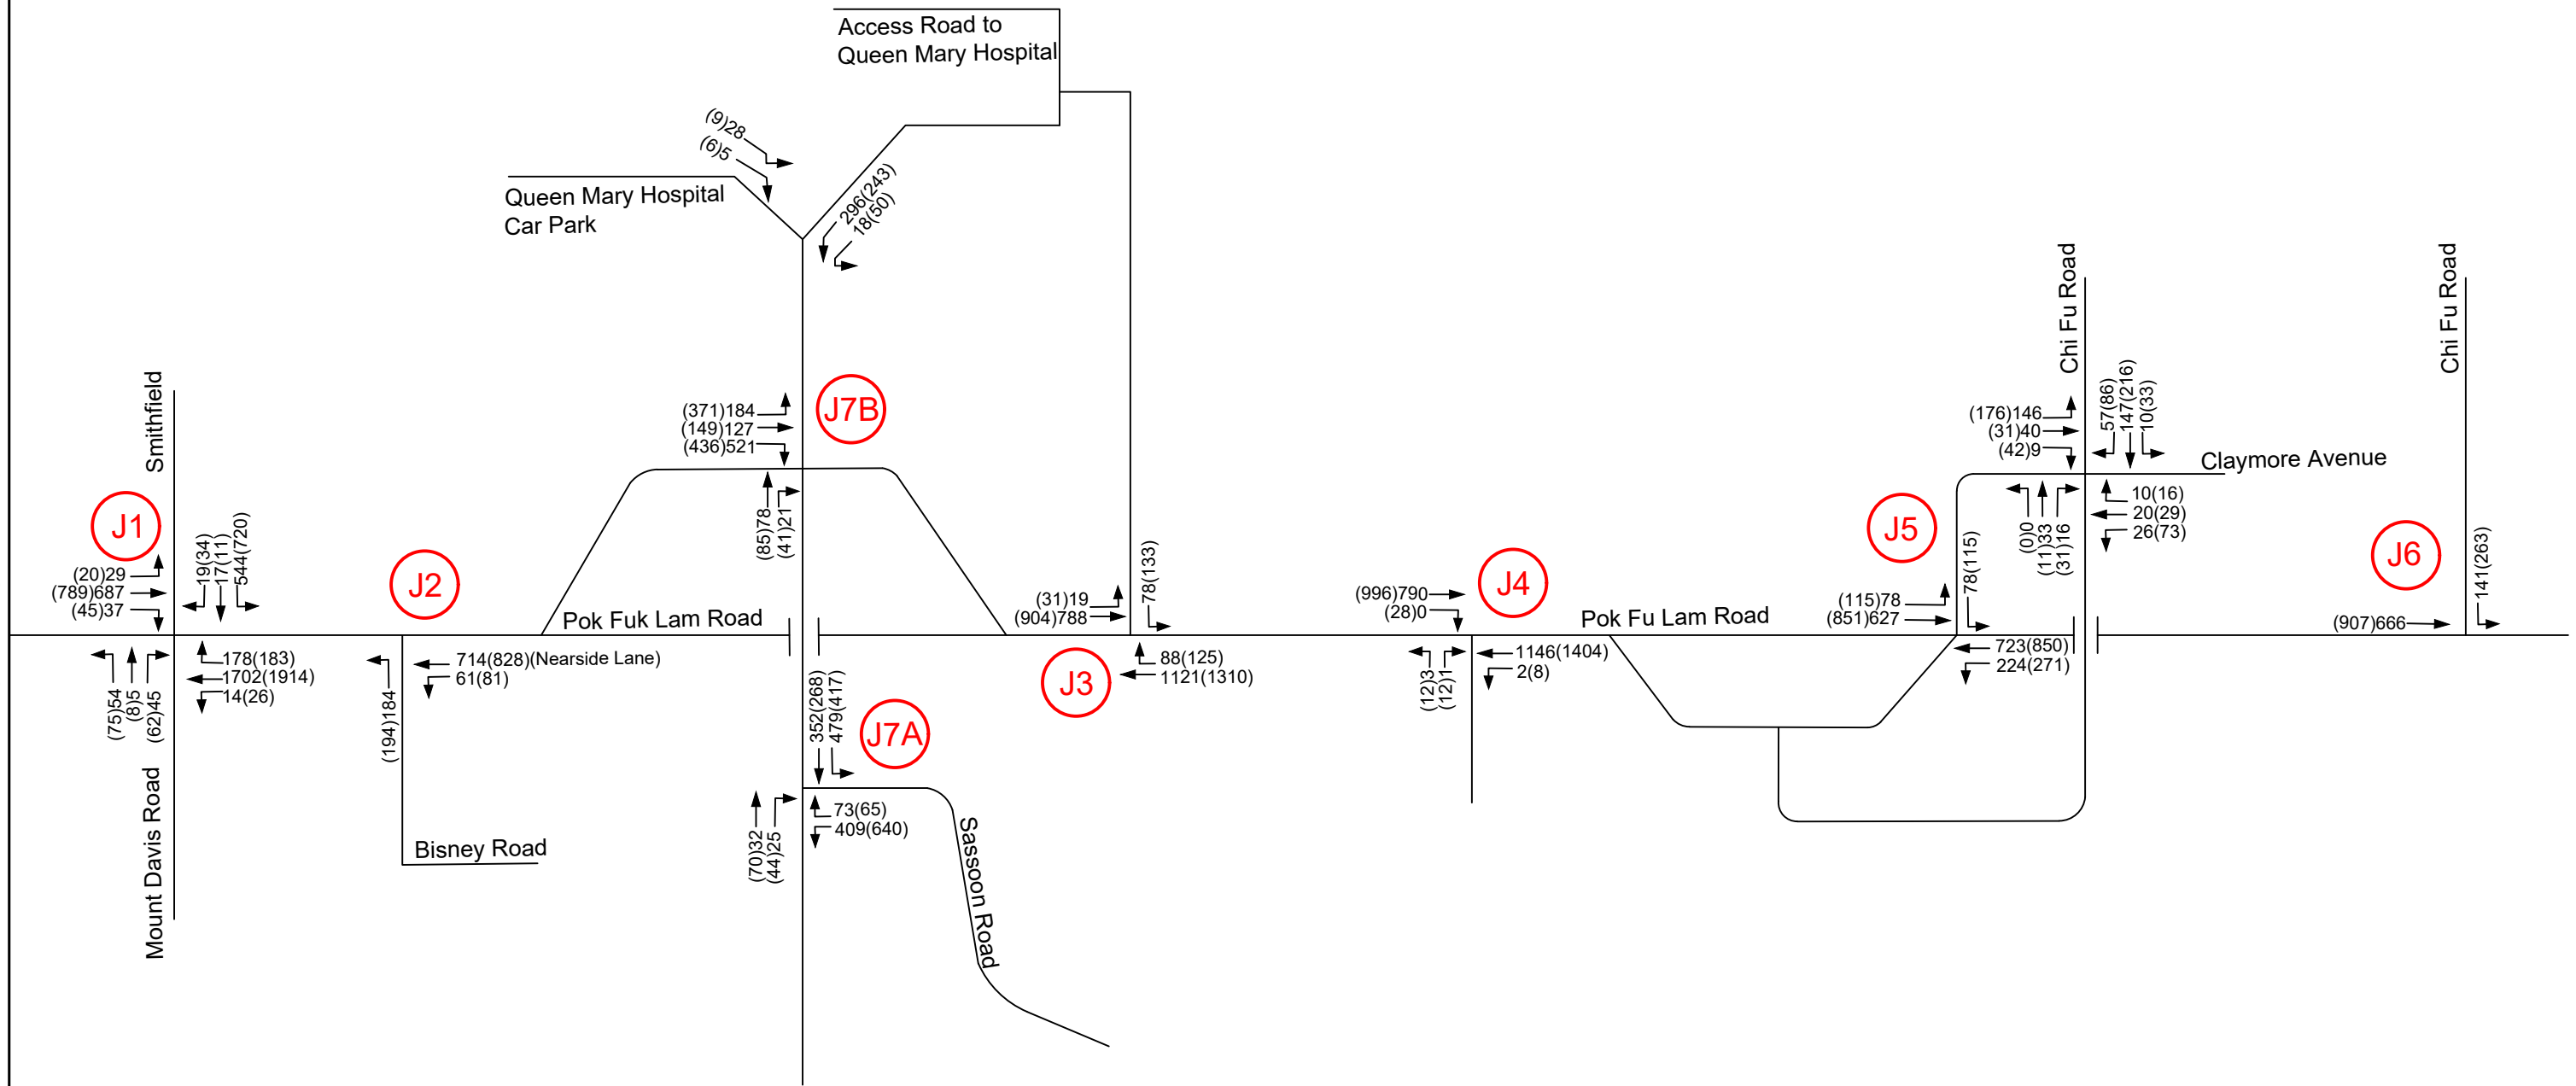 Access Road to
Queen Mary Hospital
(9)28
(6)5
Queen Mary Hospital
Car Park
296(243)
18(50)
J7B
(371)184
(149)127
(436)521
(85)78
(41)21
Smithfield
J1
(20)29
(789)687
(45)37
19(34)
17(11)
544(720)
178(183)
1702(1914)
14(26)
(75)54
(8)5
(62)45
Mount Davis Road
J2
714(828)(Nearside Lane)
61(81)
(194)184
Bisney Road
Pok Fuk Lam Road
352(268)
479(417)
J7A
73(65)
409(640)
(70)32
(44)25
Sassoon Road
(31)19
(904)788
78(133)
J3
88(125)
1121(1310)
J4
(996)790
(28)0
(12)3
(12)1
1146(1404)
2(8)
Pok Fu Lam Road
J5
(115)78
(851)627
78(115)
723(850)
224(271)
Chi Fu Road
(176)146
(31)40
(42)9
57(86)
147(216)
10(33)
Claymore Avenue
10(16)
20(29)
26(73)
(0)0
(11)33
(31)16
Chi Fu Road
J6
(907)666
141(263)